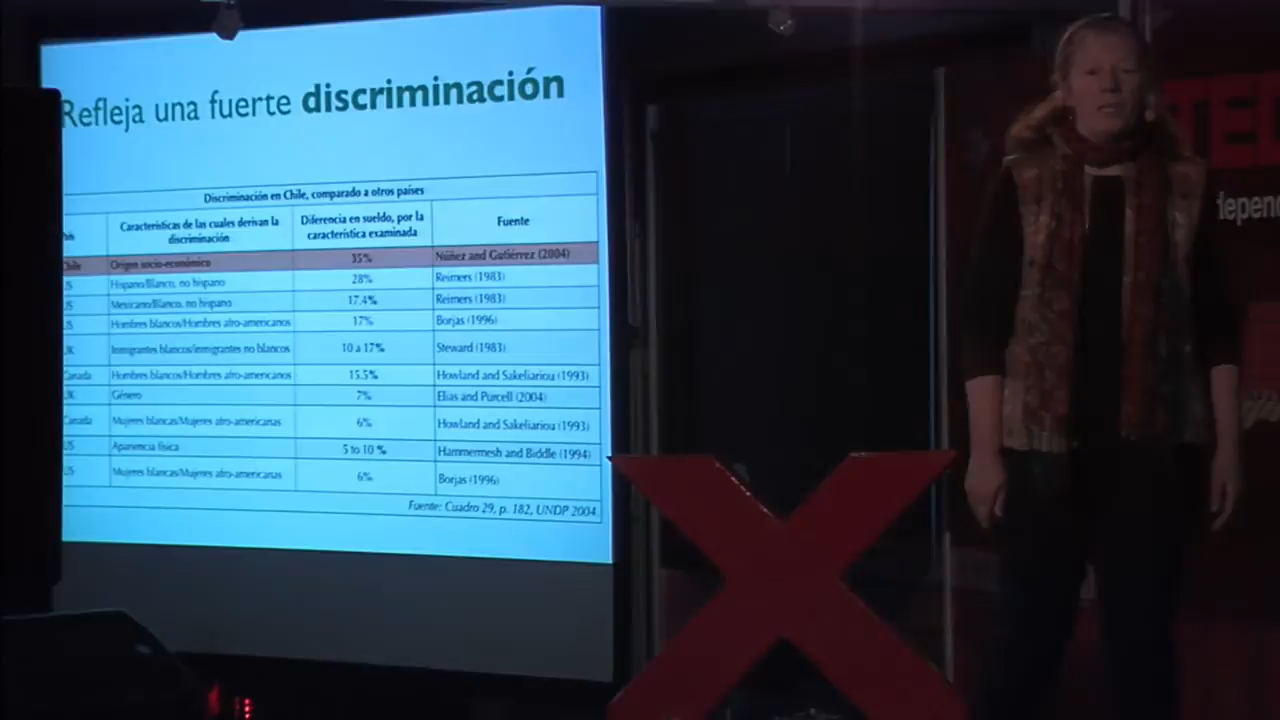 Refleja una fuerte discriminación
Discriminación en Chile, comparado a otros países
Características de las cuales derivan la discriminación Diferencia en sueldo, por la característica examinada Fuente
Chile Origen socio-económico 35% Núñez and Gutiérrez (2004)
US Hispano/Blanco, no hispano 28% Reimers (1983)
US Mexicano/Blanco, no hispano 17.4% Reimers (1983)
US Hombres blancos/Hombres afro-americanos 17% Borjas (1996)
UK Inmigrantes blancos/inmigrantes no blancos 10 a 17% Steward (1983)
Canada Hombres blancos/Hombres afro-americanos 15.5% Howland and Sakeliariou (1993)
UK Género 7% Elias and Purcell (2004)
Canada Mujeres blancas/Mujeres afro-americanas 6% Howland and Sakeliariou (1993)
US Apariencia física 5 to 10 % Hammermesh and Biddle (1994)
US Mujeres blancas/Mujeres afro-americanas 6% Borjas (1996)
Fuente: Cuadro 29, p. 182, UNDP 2004
X
TED